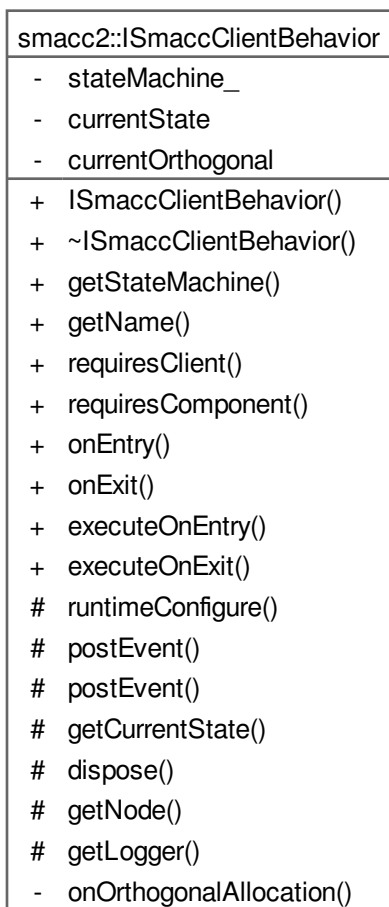 smacc2::ISmaccClientBehavior
- stateMachine_
- currentState
- currentOrthogonal
+ ISmaccClientBehavior()
+ ~ISmaccClientBehavior()
+ getStateMachine()
+ getName()
+ requiresClient()
+ requiresComponent()
+ onEntry()
+ onExit()
+ executeOnEntry()
+ executeOnExit()
# runtimeConfigure()
# postEvent()
# postEvent()
# getCurrentState()
# dispose()
# getNode()
# getLogger()
- onOrthogonalAllocation()